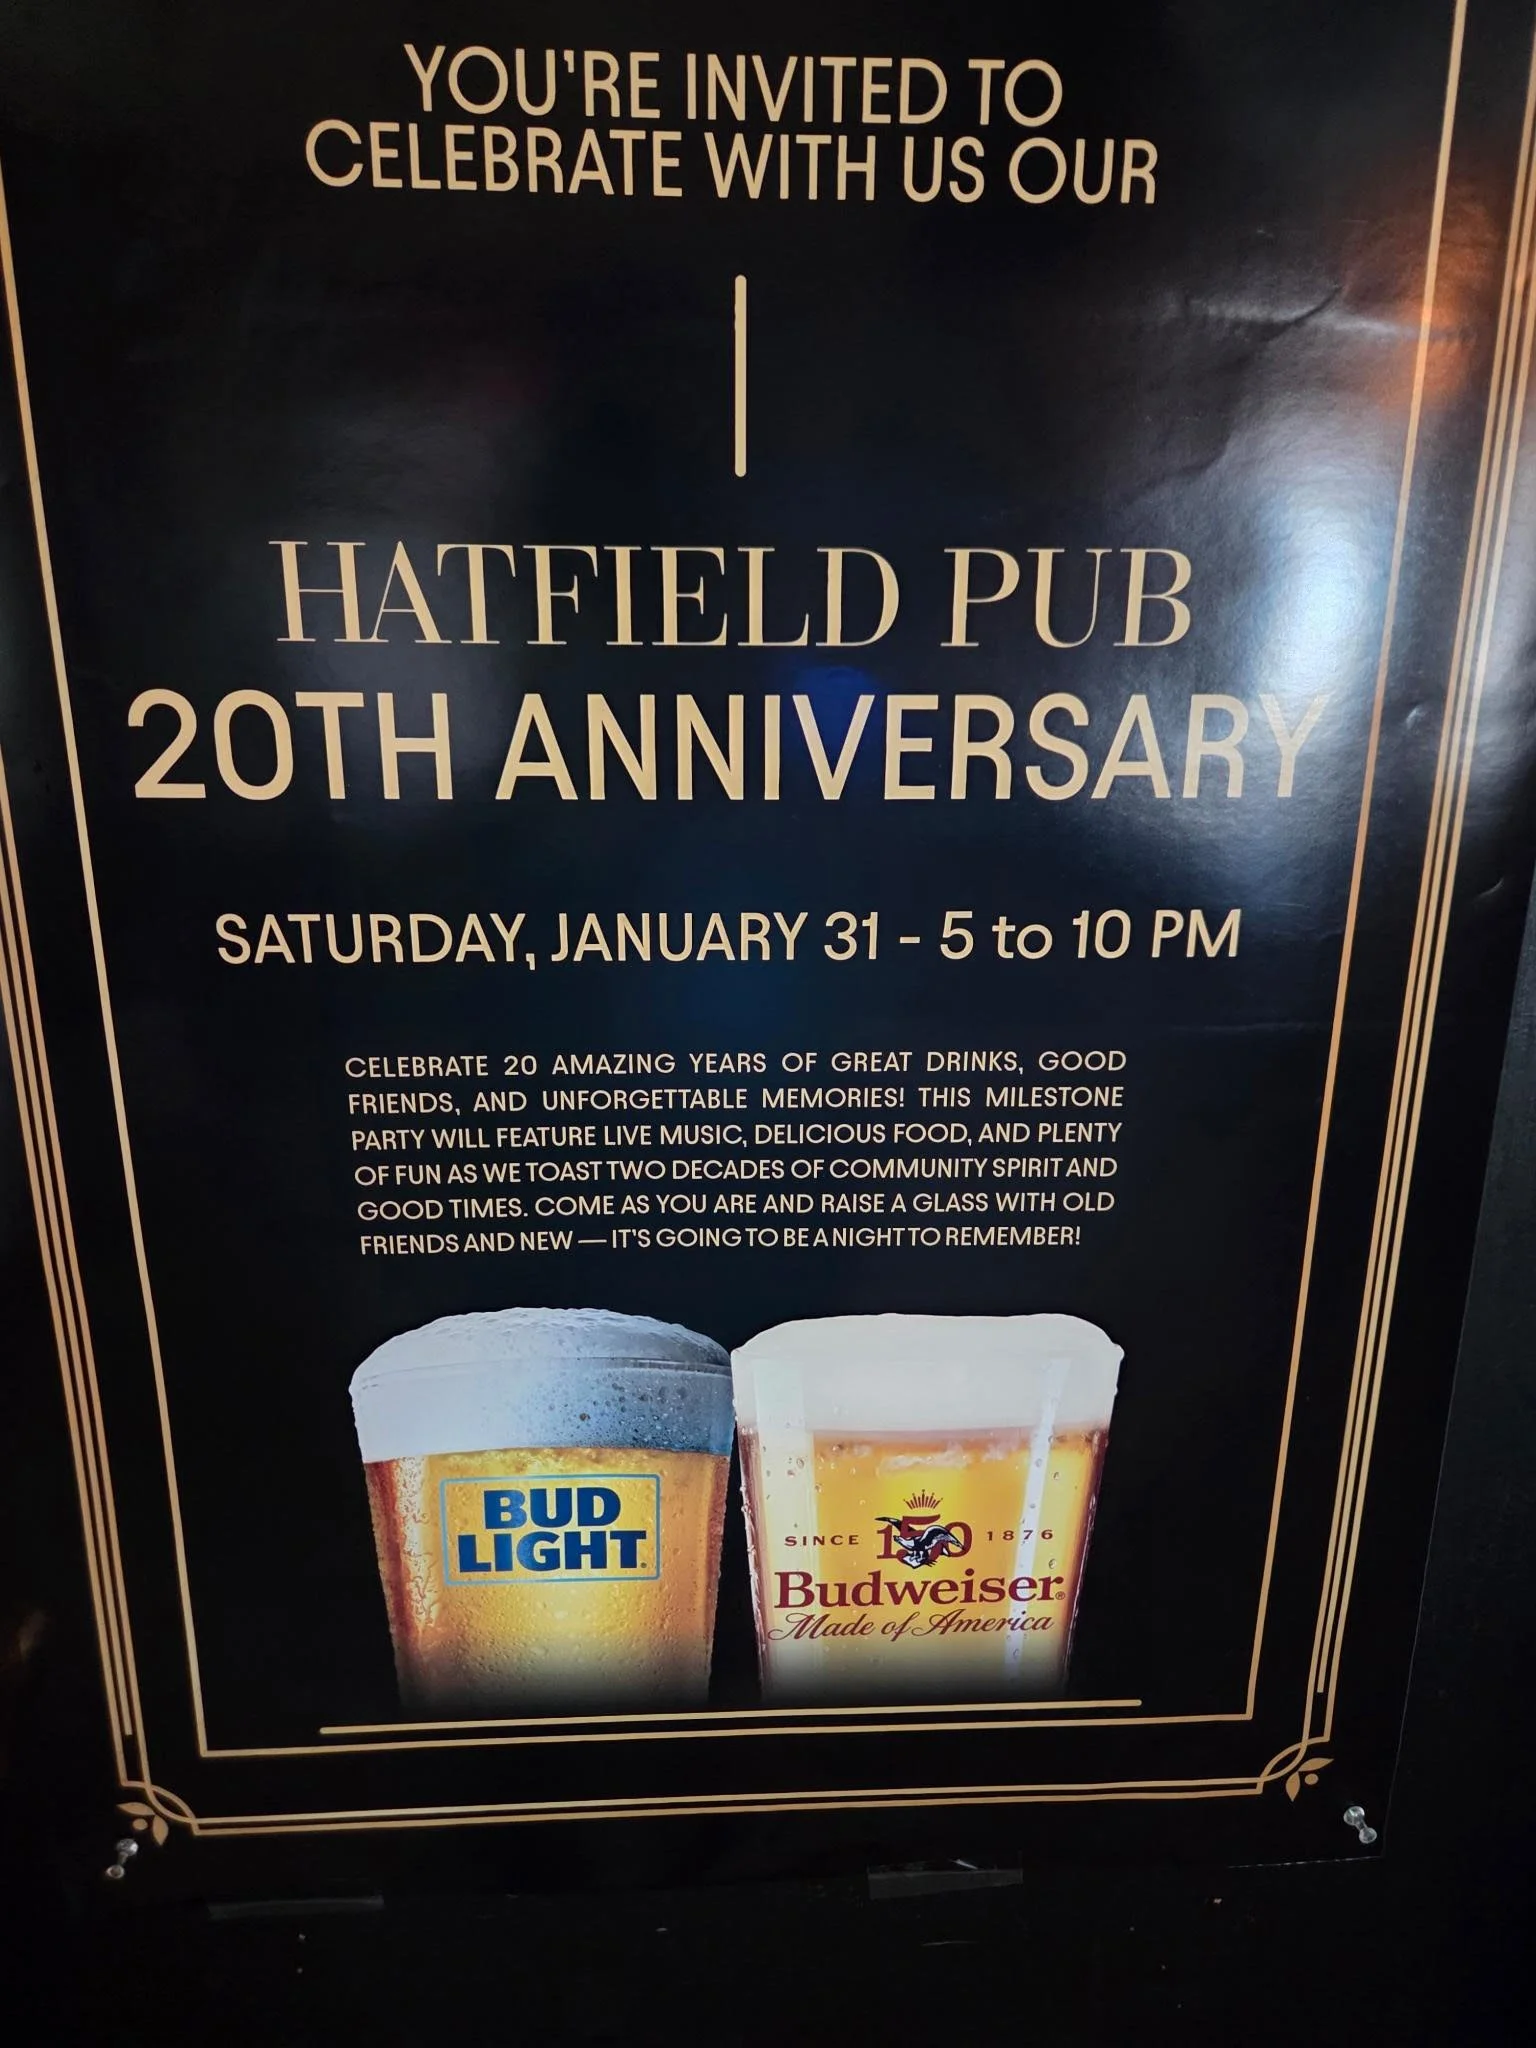 YOU'RE INVITED TO
CELEBRATE WITH US OUR
HATFIELD PUB
20TH ANNIVERSARY
SATURDAY, JANUARY 31 - 5 to 10 PM
CELEBRATE 20 AMAZING YEARS OF GREAT DRINKS, GOOD
FRIENDS, AND UNFORGETTABLE MEMORIES! THIS MILESTONE
PARTY WILL FEATURE LIVE MUSIC, DELICIOUS FOOD, AND PLENTY
OF FUN AS WE TOAST TWO DECADES OF COMMUNITY SPIRIT AND
GOOD TIMES. COME AS YOU ARE AND RAISE A GLASS WITH OLD
FRIENDS AND NEW — IT'S GOING TO BE A NIGHT TO REMEMBER!
BUD
LIGHT.
SINCE 150 1876
Budweiser®
Made of America